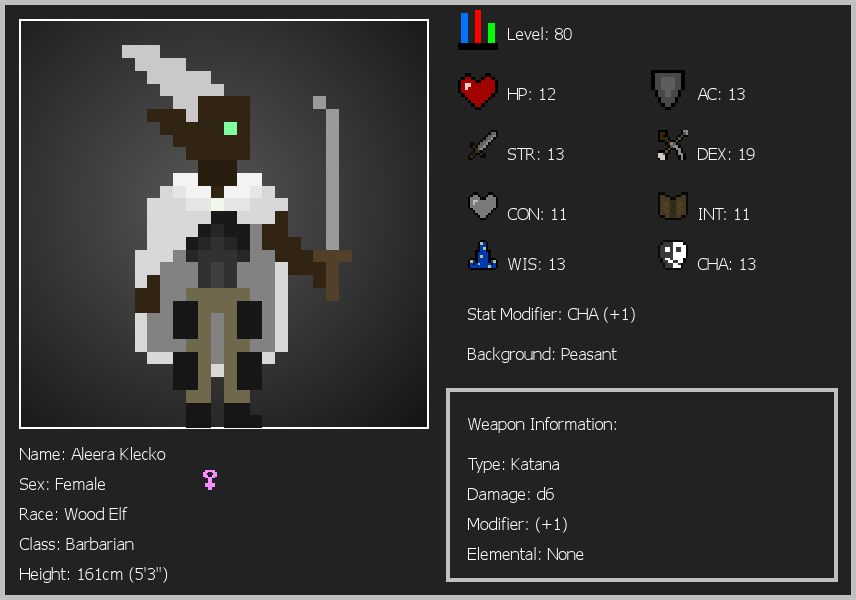 Level: 80
HP: 12
AC: 13
STR: 13
DEX: 19
CON: 11
INT: 11
WIS: 13
CHA: 13
Stat Modifier: CHA (+1)
Background: Peasant
Weapon Information:
Type: Katana
Damage: d6
Modifier: (+1)
Elemental: None
Name: Aleera Klecko
Sex: Female
Race: Wood Elf
Class: Barbarian
Height: 161cm (5'3")